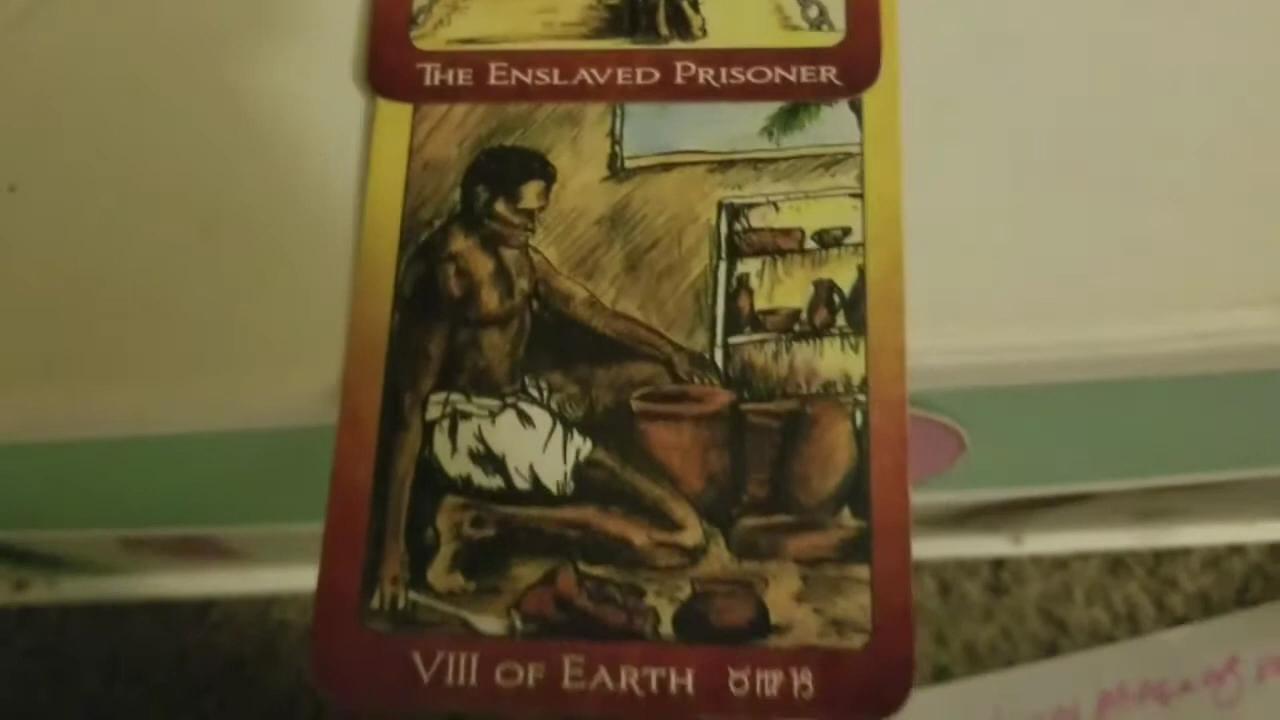 THE ENSLAVED PRISONER
VIII OF EARTH ♉♍♑